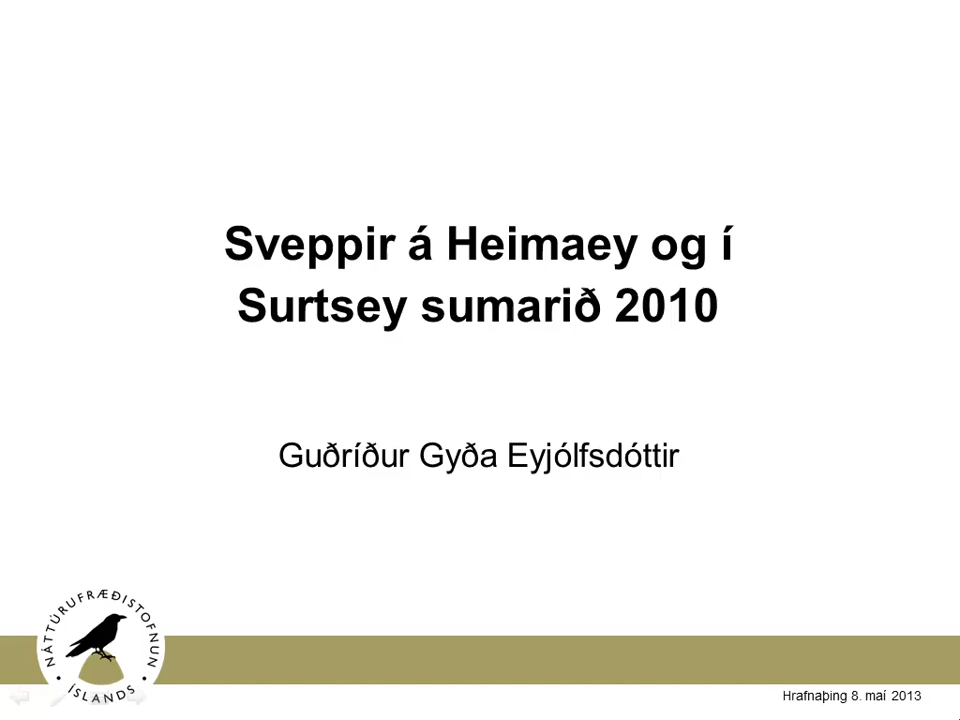 Sveppir á Heimaey og í
Surtsey sumarið 2010
Guðríður Gyða Eyjólfsdóttir
NÁTTÚRUFRÆÐISTOFNUN
• ÍSLANDS •
Hrafnaþing 8. maí 2013